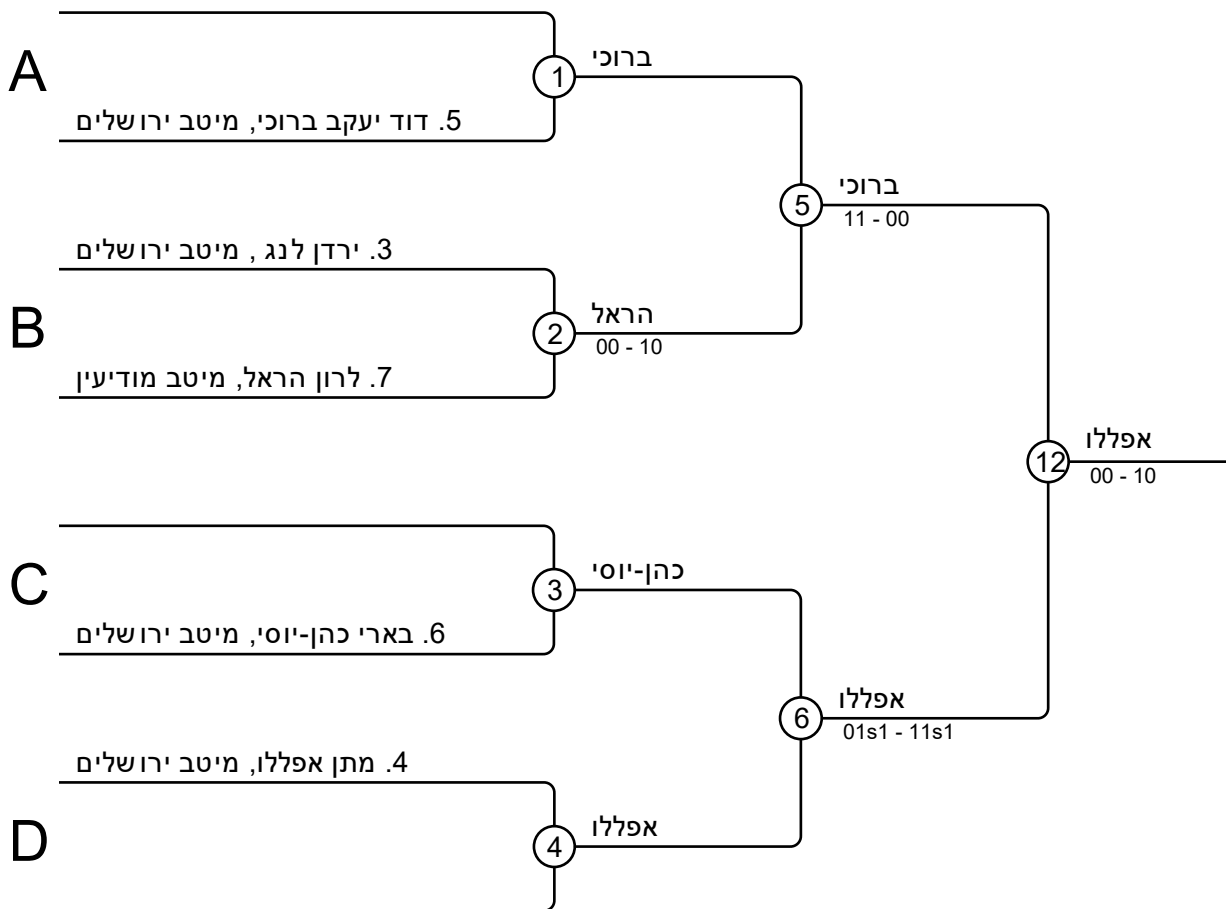 A
1
ברוכי
5. דוד יעקב ברוכי, מיטב ירושלים
5
ברוכי
11 - 00
3. ירדן לנג , מיטב ירושלים
B
2
הראל
00 - 10
7. לרון הראל, מיטב מודיעין
12
אפללו
00 - 10
C
3
כהן-יוסי
6. בארי כהן-יוסי, מיטב ירושלים
6
אפללו
01s1 - 11s1
4. מתן אפללו, מיטב ירושלים
D
4
אפללו